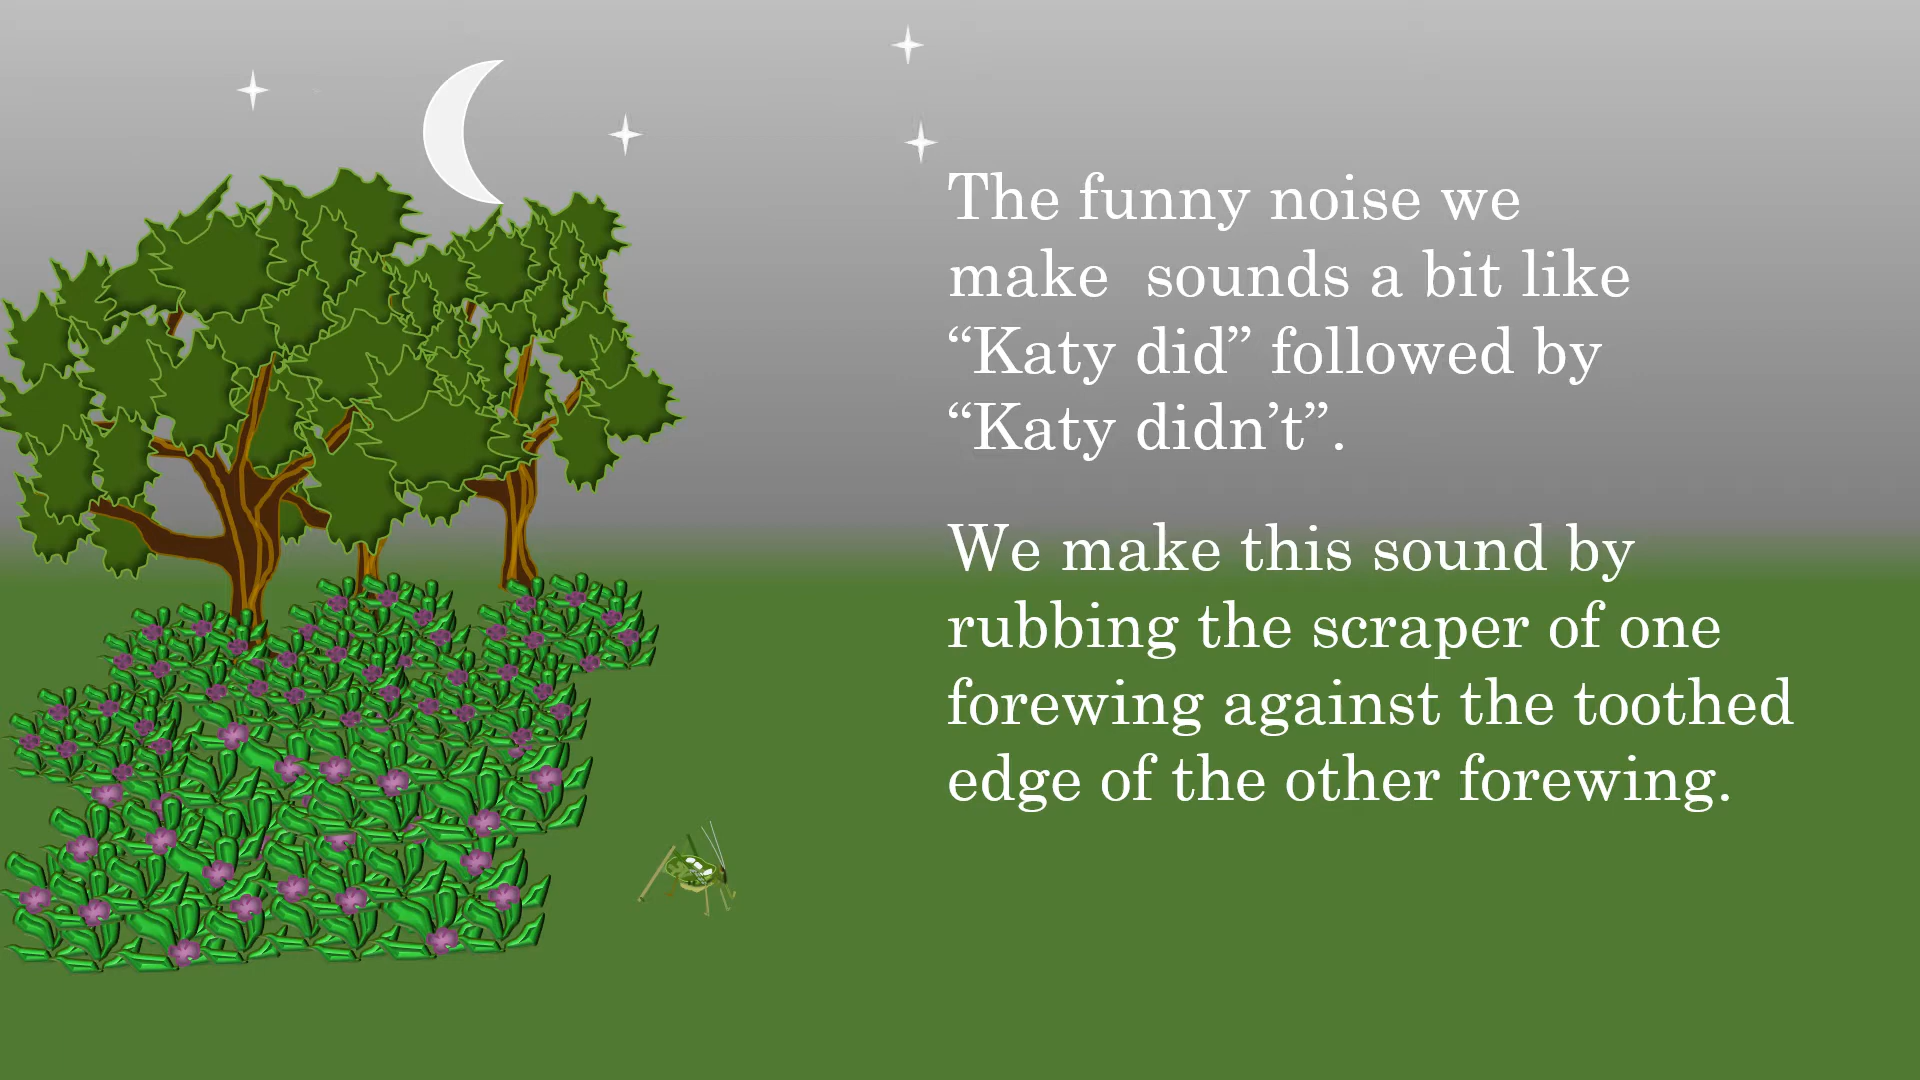 The funny noise we
make  sounds a bit like
“Katy did” followed by
“Katy didn’t”.
We make this sound by
rubbing the scraper of one
forewing against the toothed
edge of the other forewing.